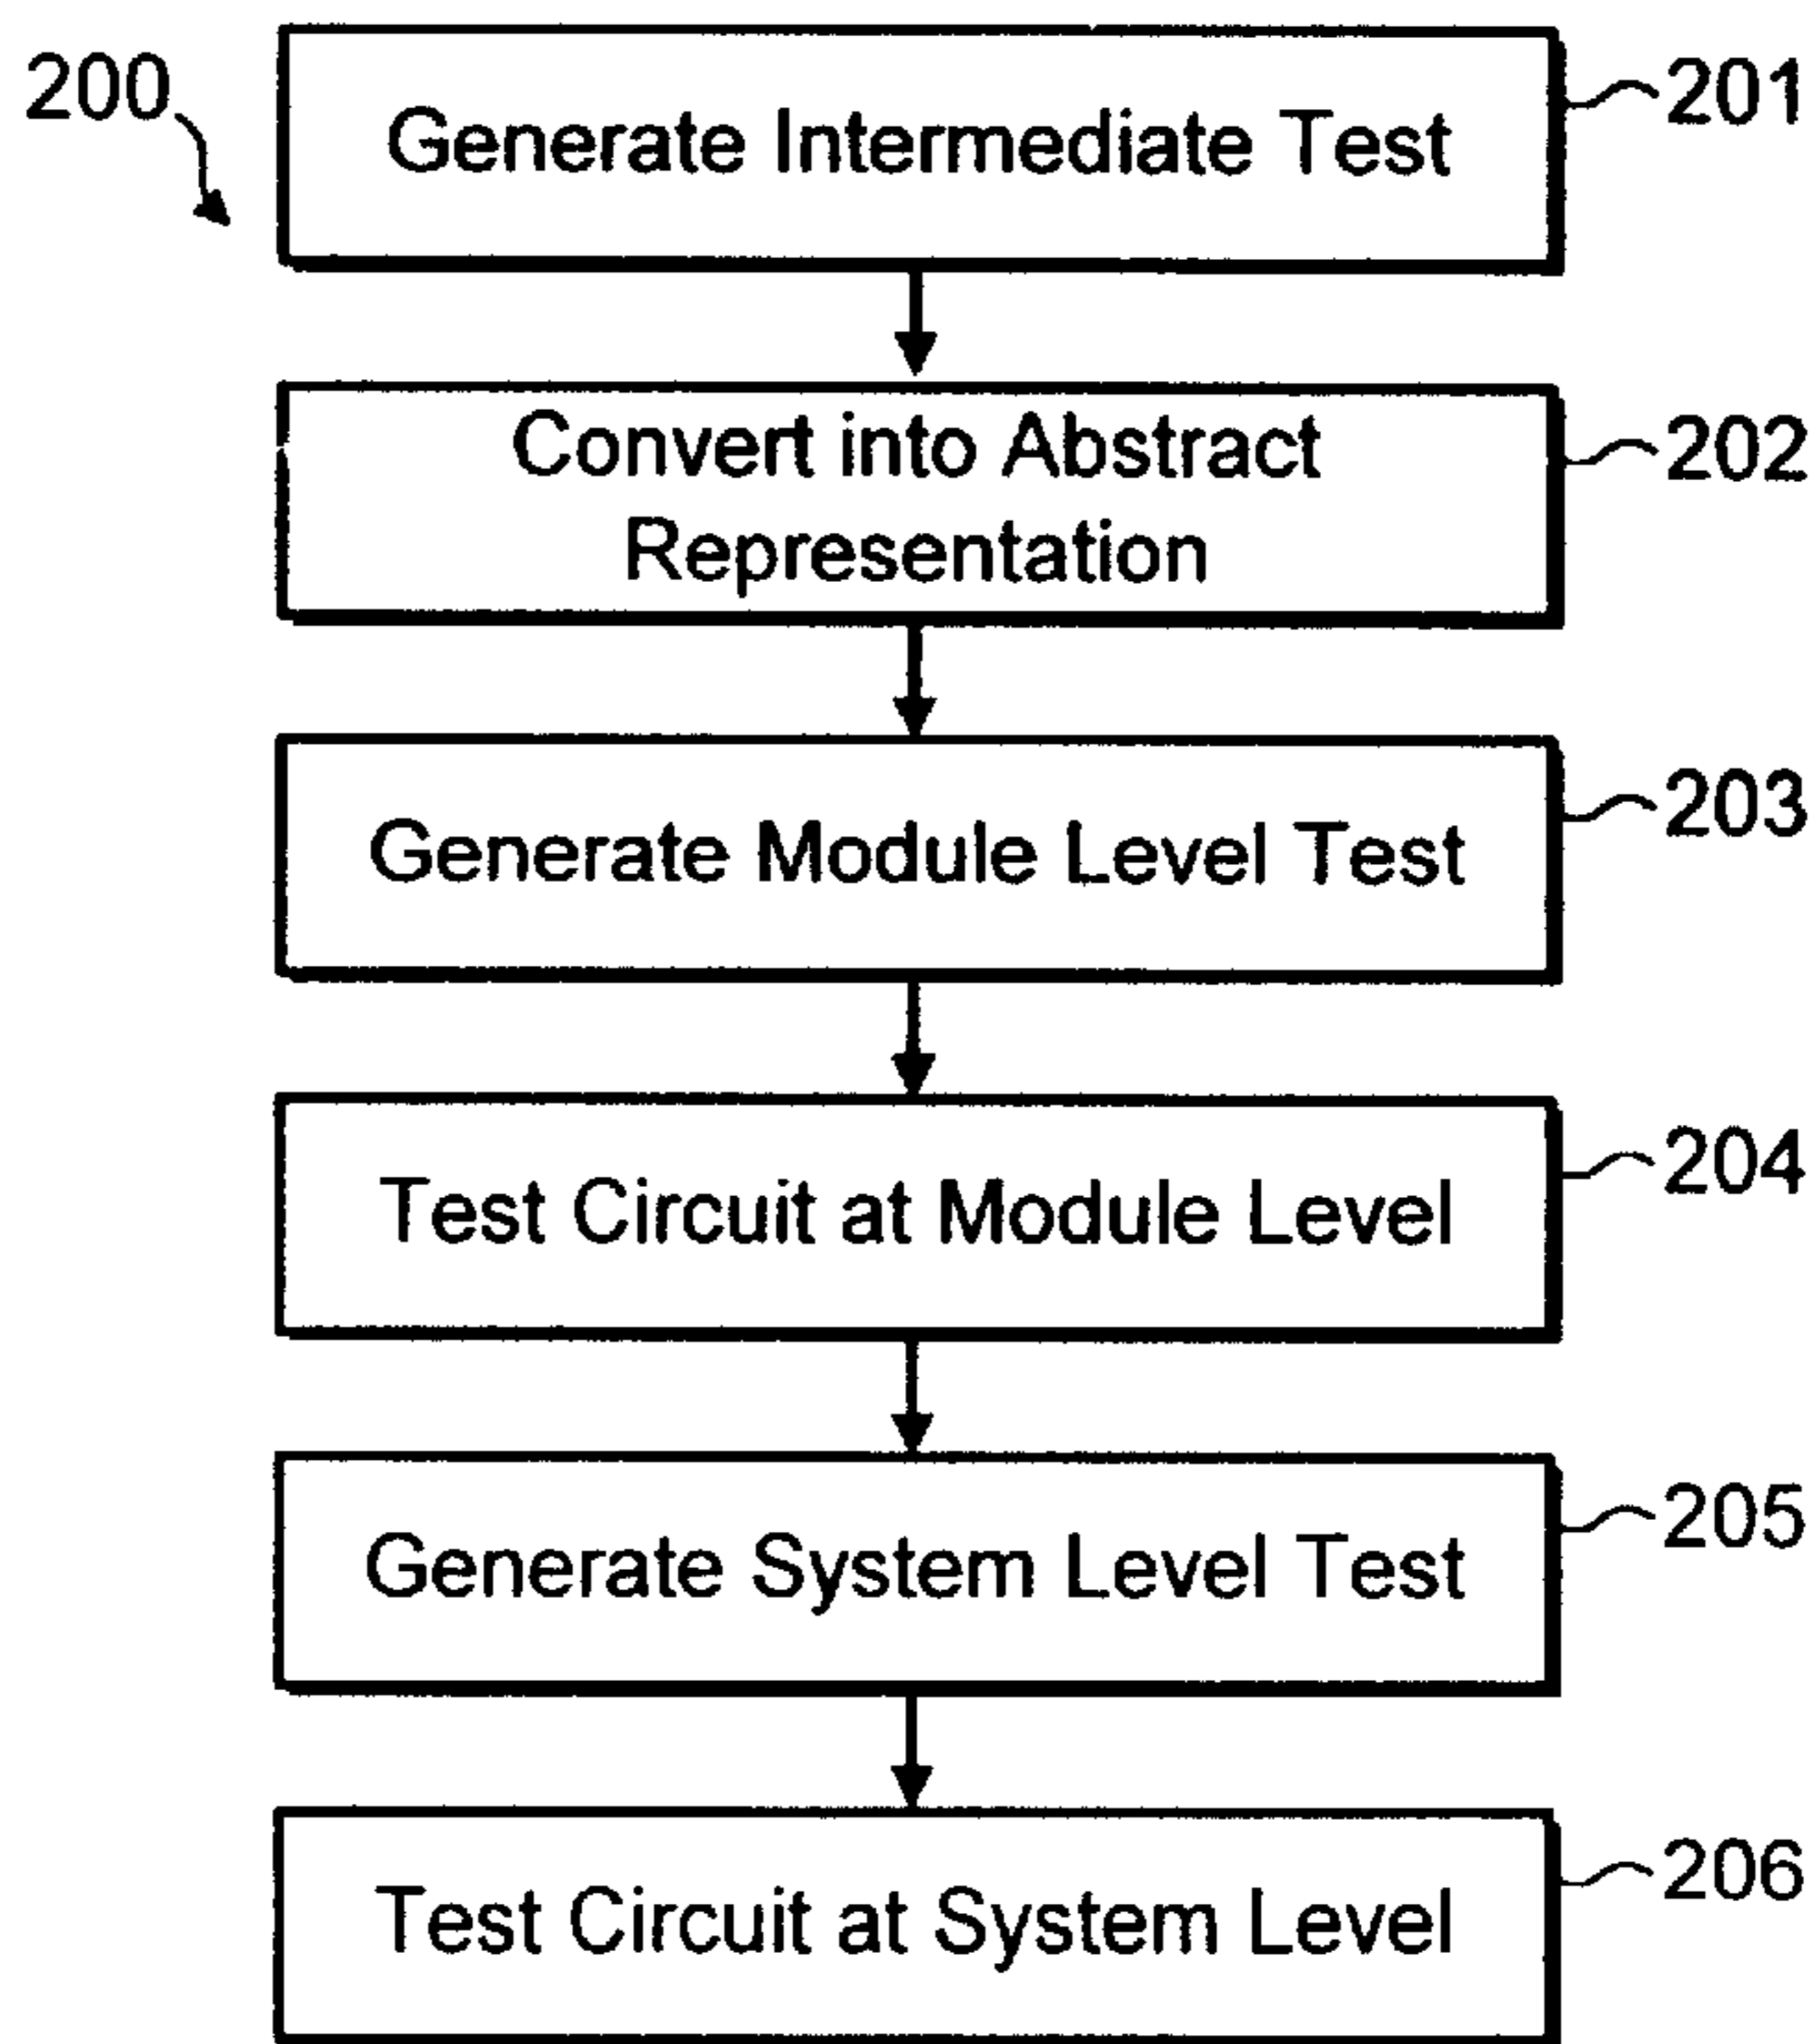 200
Generate Intermediate Test
201
Convert into Abstract
Representation
202
Generate Module Level Test
203
Test Circuit at Module Level
204
Generate System Level Test
205
Test Circuit at System Level
206